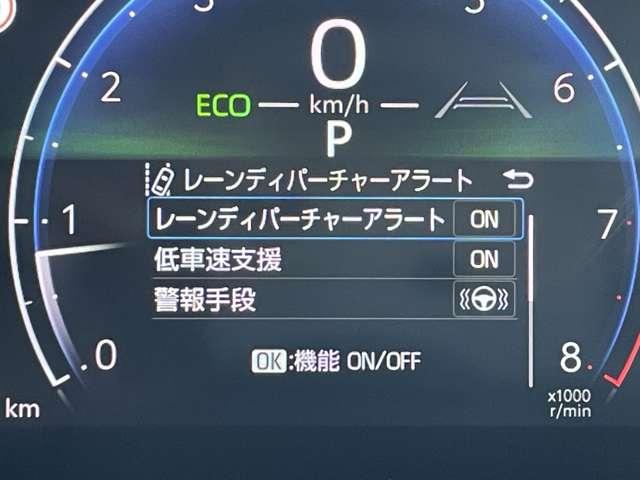 5
5
0
2
6
ECO
km/h
P
レーンディパーチャーアラート
レーンディパーチャーアラート ON
1
7
低車速支援 ON
警報手段
0
8
OK:機能 ON/OFF
km
x1000
r/min